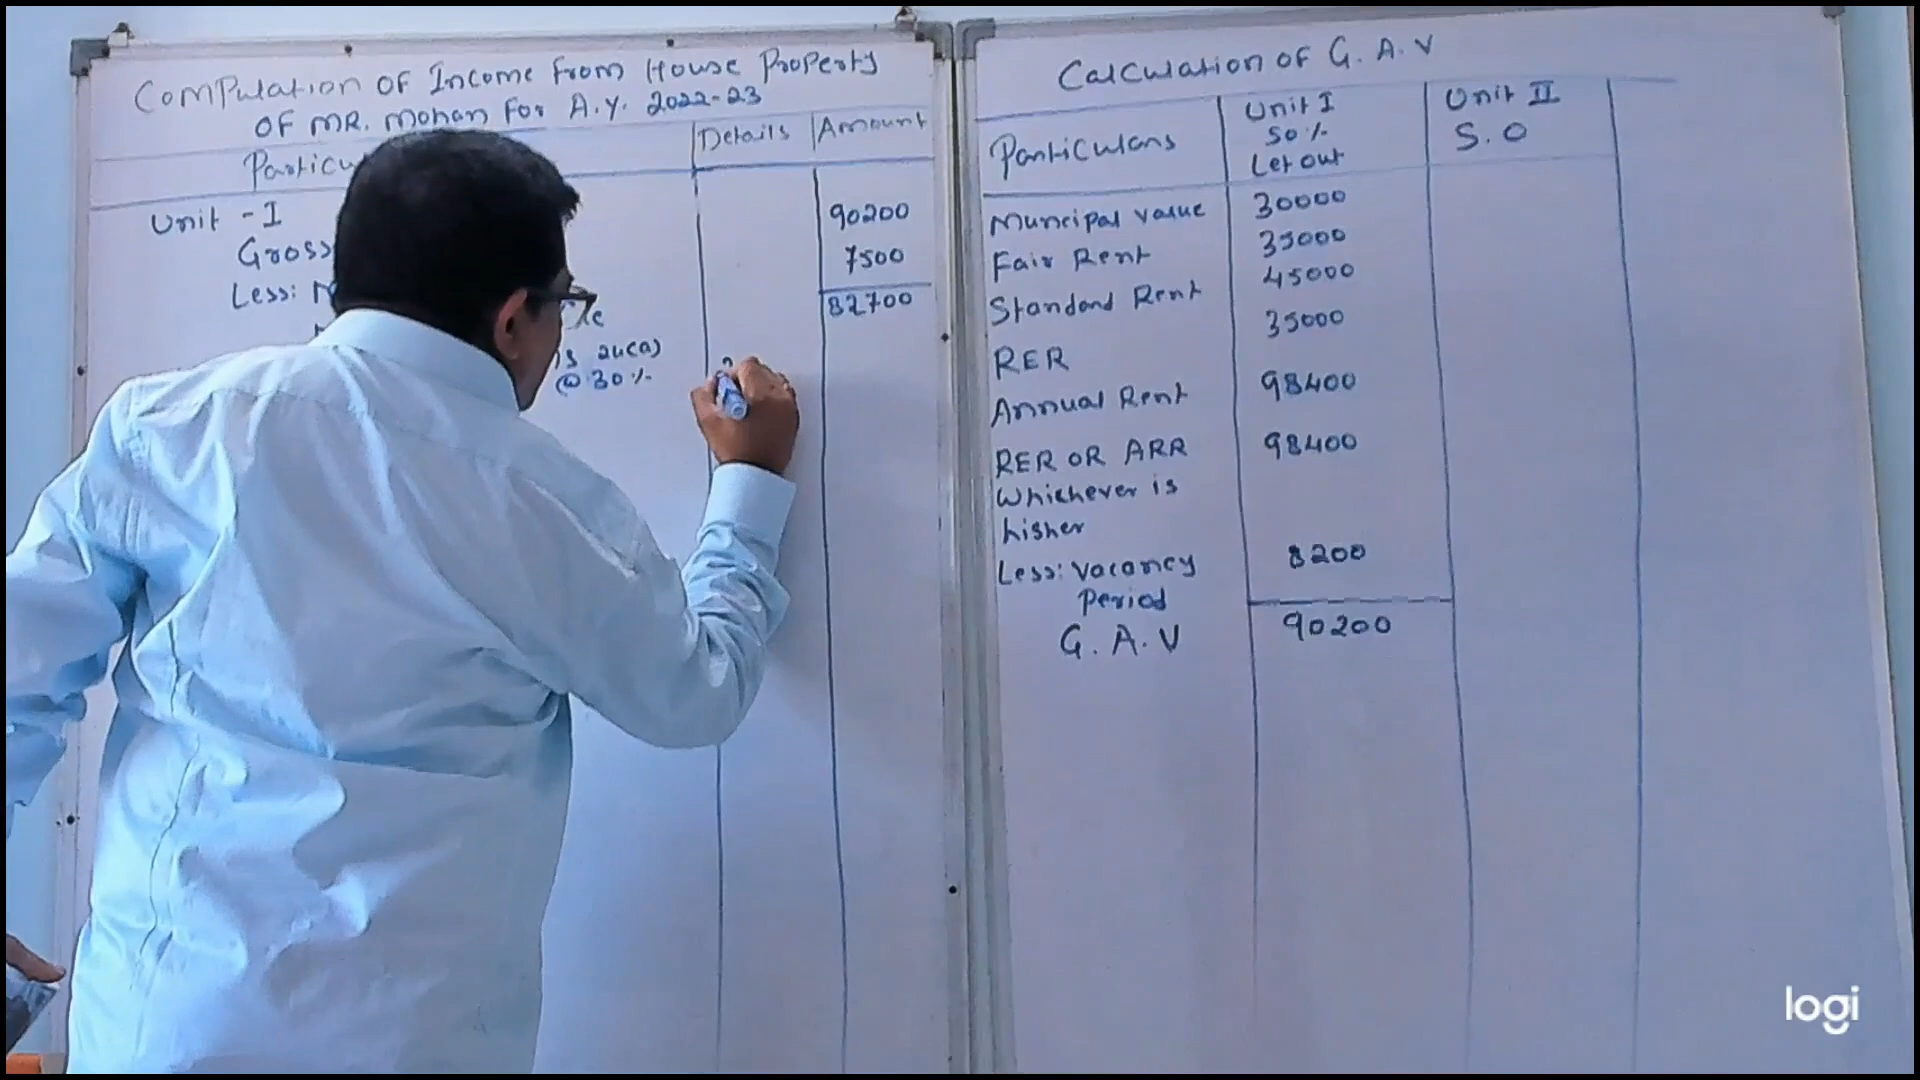 Computation of Income from House Property
of MR. Mohan For A.Y. 2022-23
Details Amount
Unit - I
90200
Gross
7500
Less:
82700
24(a)
@ 30%
Calculation of G. A. V
Particulars
Unit I
50%
Let out
Unit II
S. O
Muncipal value 30000
Fair Rent 35000
Standard Rent 45000
RER 35000
Annual Rent 98400
RER OR ARR 98400
Whichever is
higher
Less: Vacancy 8200
Period
G. A. V 90200
logi